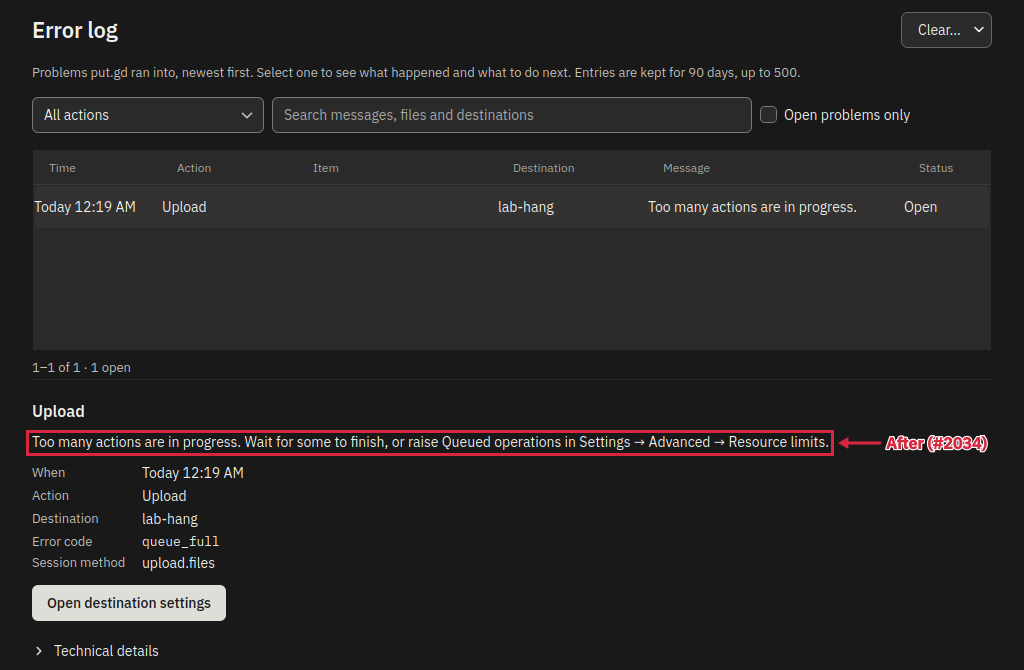 Error log
Clear...
Problems put.gd ran into, newest first. Select one to see what happened and what to do next. Entries are kept for 90 days, up to 500.
All actions
Search messages, files and destinations
Open problems only
Time Action Item Destination Message Status
Today 12:19 AM Upload lab-hang Too many actions are in progress. Open
1–1 of 1 · 1 open
Upload
Too many actions are in progress. Wait for some to finish, or raise Queued operations in Settings → Advanced → Resource limits.
After (#2034)
When Today 12:19 AM
Action Upload
Destination lab-hang
Error code queue_full
Session method upload.files
Open destination settings
Technical details